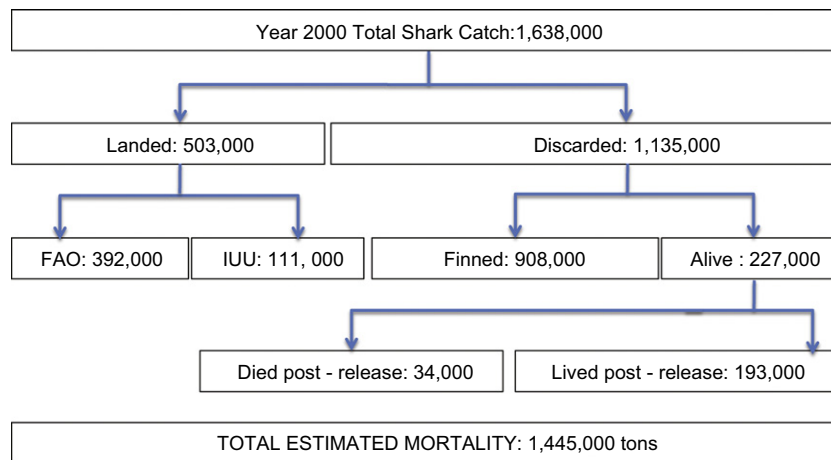 Year 2000 Total Shark Catch:1,638,000
Landed: 503,000
Discarded: 1,135,000
FAO: 392,000
IUU: 111, 000
Finned: 908,000
Alive : 227,000
Died post - release: 34,000
Lived post - release: 193,000
TOTAL ESTIMATED MORTALITY: 1,445,000 tons